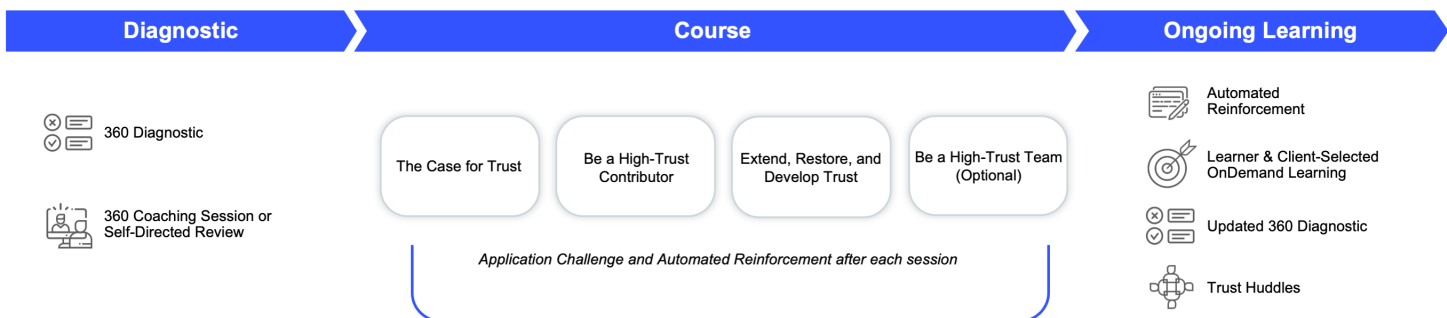 Diagnostic
Course
Ongoing Learning
360 Diagnostic
360 Coaching Session or
Self-Directed Review
The Case for Trust
Be a High-Trust
Contributor
Extend, Restore, and
Develop Trust
Be a High-Trust Team
(Optional)
Application Challenge and Automated Reinforcement after each session
Automated
Reinforcement
Learner & Client-Selected
OnDemand Learning
Updated 360 Diagnostic
Trust Huddles